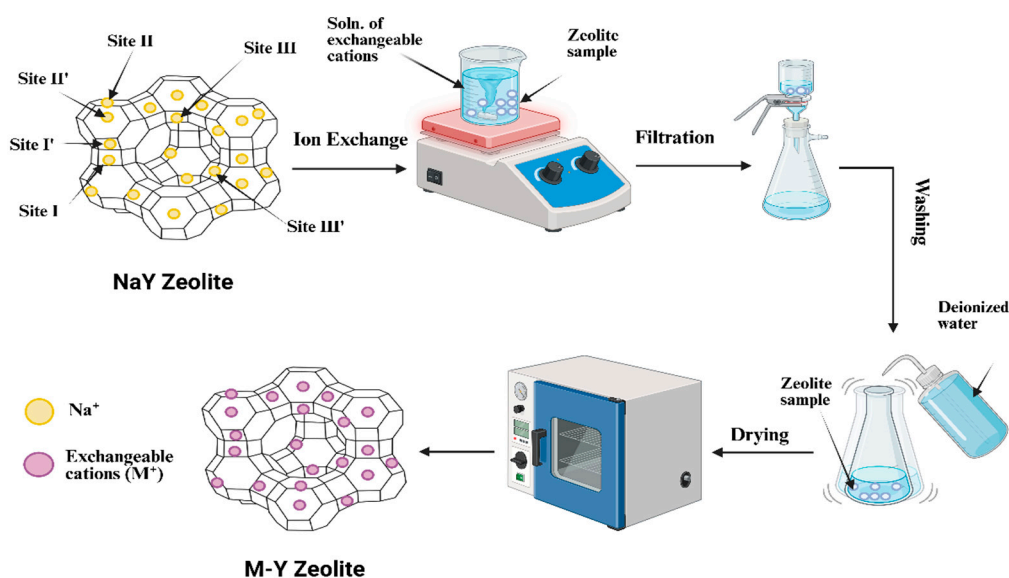 Site II
Site III
Site II'
Site I'
Site I
Site III'
NaY Zeolite
Ion Exchange
Soln. of
exchangeable
cations
Zeolite
sample
Filtration
Washing
Deionized
water
Zeolite
sample
Drying
Na⁺
Exchangeable
cations (M⁺)
M-Y Zeolite